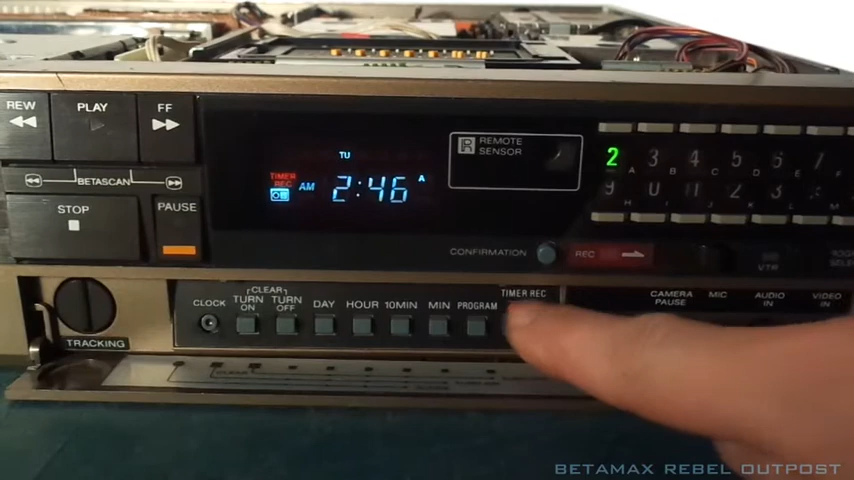 REW PLAY FF
BETASCAN
STOP PAUSE
TU
TIMER
REC AM 2:46 A
R REMOTE
SENSOR
2 3 4 5 6 7
A B C D E F
CONFIRMATION REC VTR
CLEAR
CLOCK TURN ON TURN OFF DAY HOUR 10MIN MIN PROGRAM TIMER REC
CAMERA PAUSE MIC AUDIO IN VIDEO IN
TRACKING
BETAMAX REBEL OUTPOST